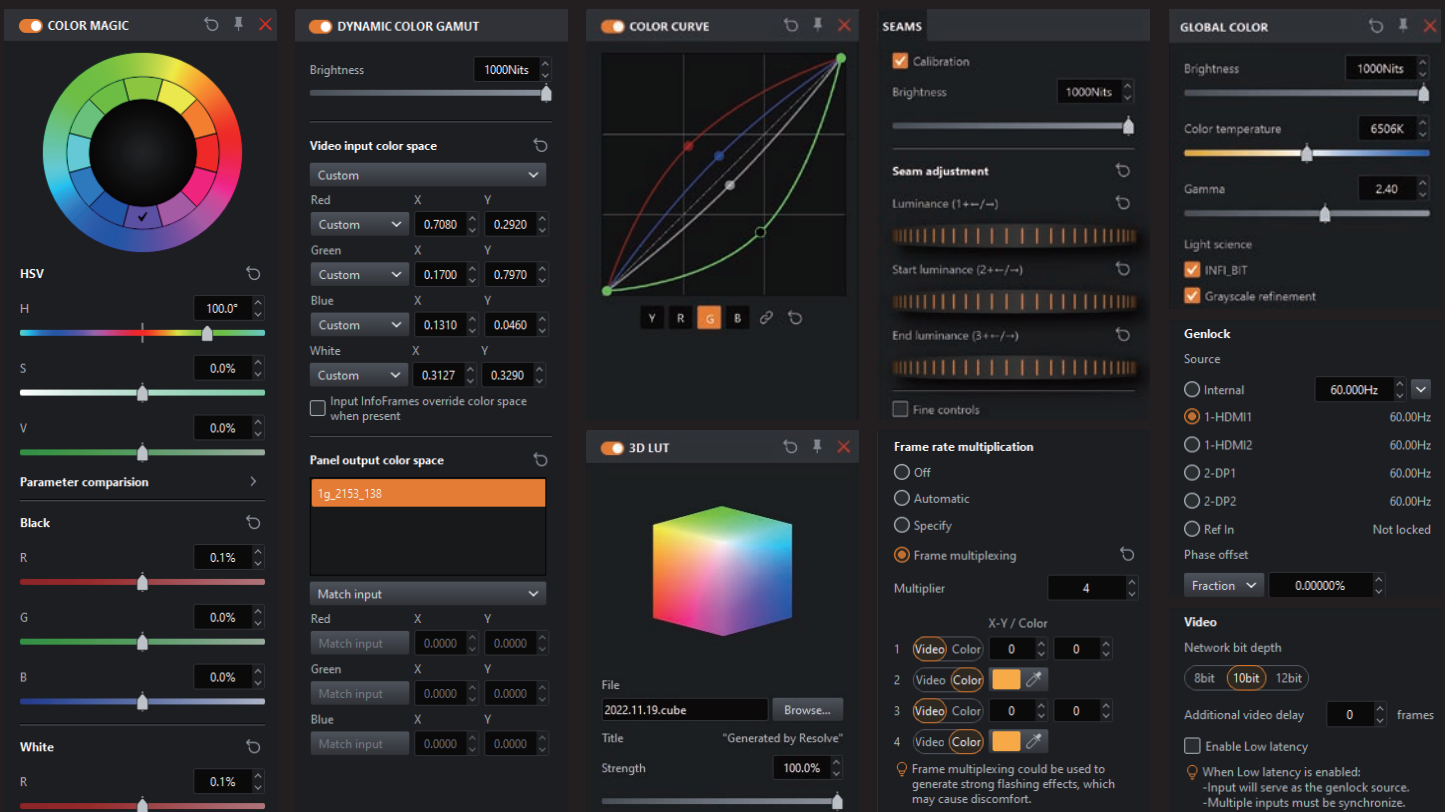 COLOR MAGIC
HSV
H 100.0°
S 0.0%
V 0.0%
Parameter comparision
Black
R 0.1%
G 0.0%
B 0.0%
White
R 0.1%
DYNAMIC COLOR GAMUT
Brightness 1000Nits
Video input color space
Custom
Red X Y
Custom 0.7080 0.2920
Green X Y
Custom 0.1700 0.7970
Blue X Y
Custom 0.1310 0.0460
White X Y
Custom 0.3127 0.3290
Input InfoFrames override color space
when present
Panel output color space
1g_2153_138
Match input
Red X Y
Match input 0.0000 0.0000
Green X Y
Match input 0.0000 0.0000
Blue X Y
Match input 0.0000 0.0000
COLOR CURVE
Y R G B
3D LUT
File
2022.11.19.cube Browse...
Title "Generated by Resolve"
Strength 100.0%
SEAMS
Calibration
Brightness 1000Nits
Seam adjustment
Luminance (1+←/→)
Start luminance (2+←/→)
End luminance (3+←/→)
Fine controls
Frame rate multiplication
Off
Automatic
Specify
Frame multiplexing
Multiplier 4
X-Y / Color
1 Video Color 0 0
2 Video Color
3 Video Color 0 0
4 Video Color
Frame multiplexing could be used to
generate strong flashing effects, which
may cause discomfort.
GLOBAL COLOR
Brightness 1000Nits
Color temperature 6506K
Gamma 2.40
Light science
INFI_BIT
Grayscale refinement
Genlock
Source
Internal 60.000Hz
1-HDMI1 60.00Hz
1-HDMI2 60.00Hz
2-DP1 60.00Hz
2-DP2 60.00Hz
Ref In Not locked
Phase offset
Fraction 0.00000%
Video
Network bit depth
8bit 10bit 12bit
Additional video delay 0 frames
Enable Low latency
When Low latency is enabled:
-Input will serve as the genlock source.
-Multiple inputs must be synchronize.